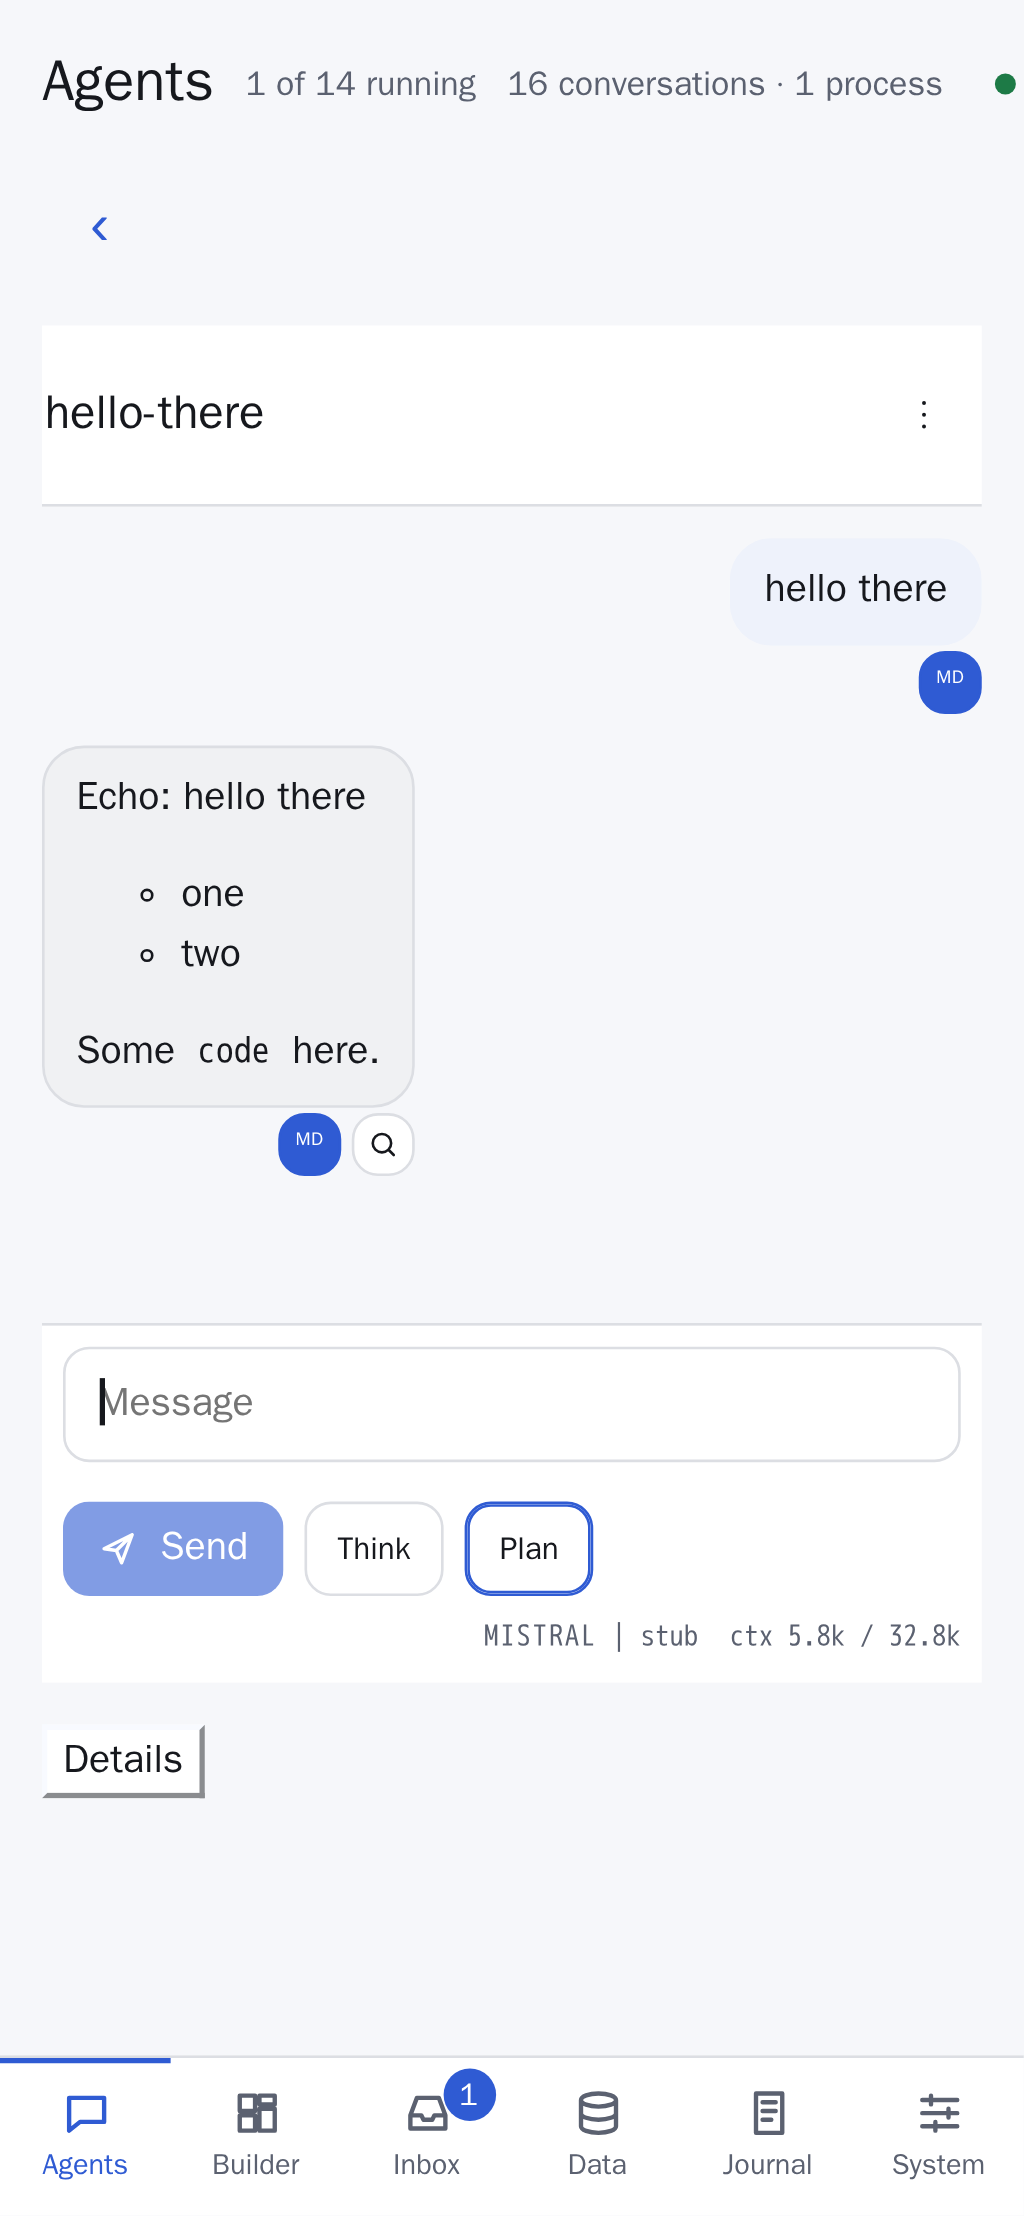 Agents 1 of 14 running 16 conversations · 1 process
hello-there
hello there
MD
Echo: hello there
one
two
Some code here.
MD
Message
Send Think Plan
MISTRAL | stub ctx 5.8k / 32.8k
Details
1
Agents Builder Inbox Data Journal System